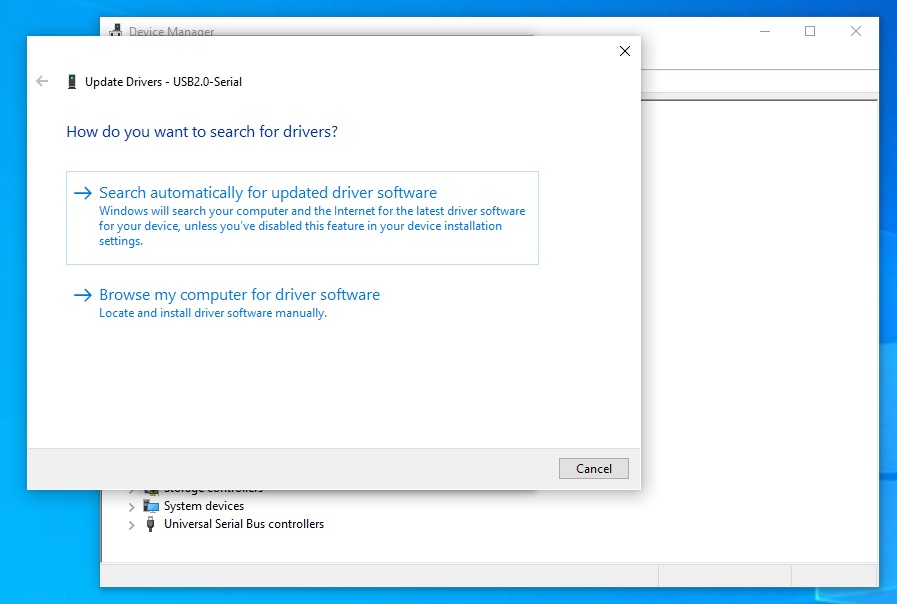 Device Manager
Update Drivers - USB2.0-Serial
How do you want to search for drivers?
Search automatically for updated driver software
Windows will search your computer and the Internet for the latest driver software
for your device, unless you've disabled this feature in your device installation
settings.
Browse my computer for driver software
Locate and install driver software manually.
Cancel
Storage controllers
System devices
Universal Serial Bus controllers